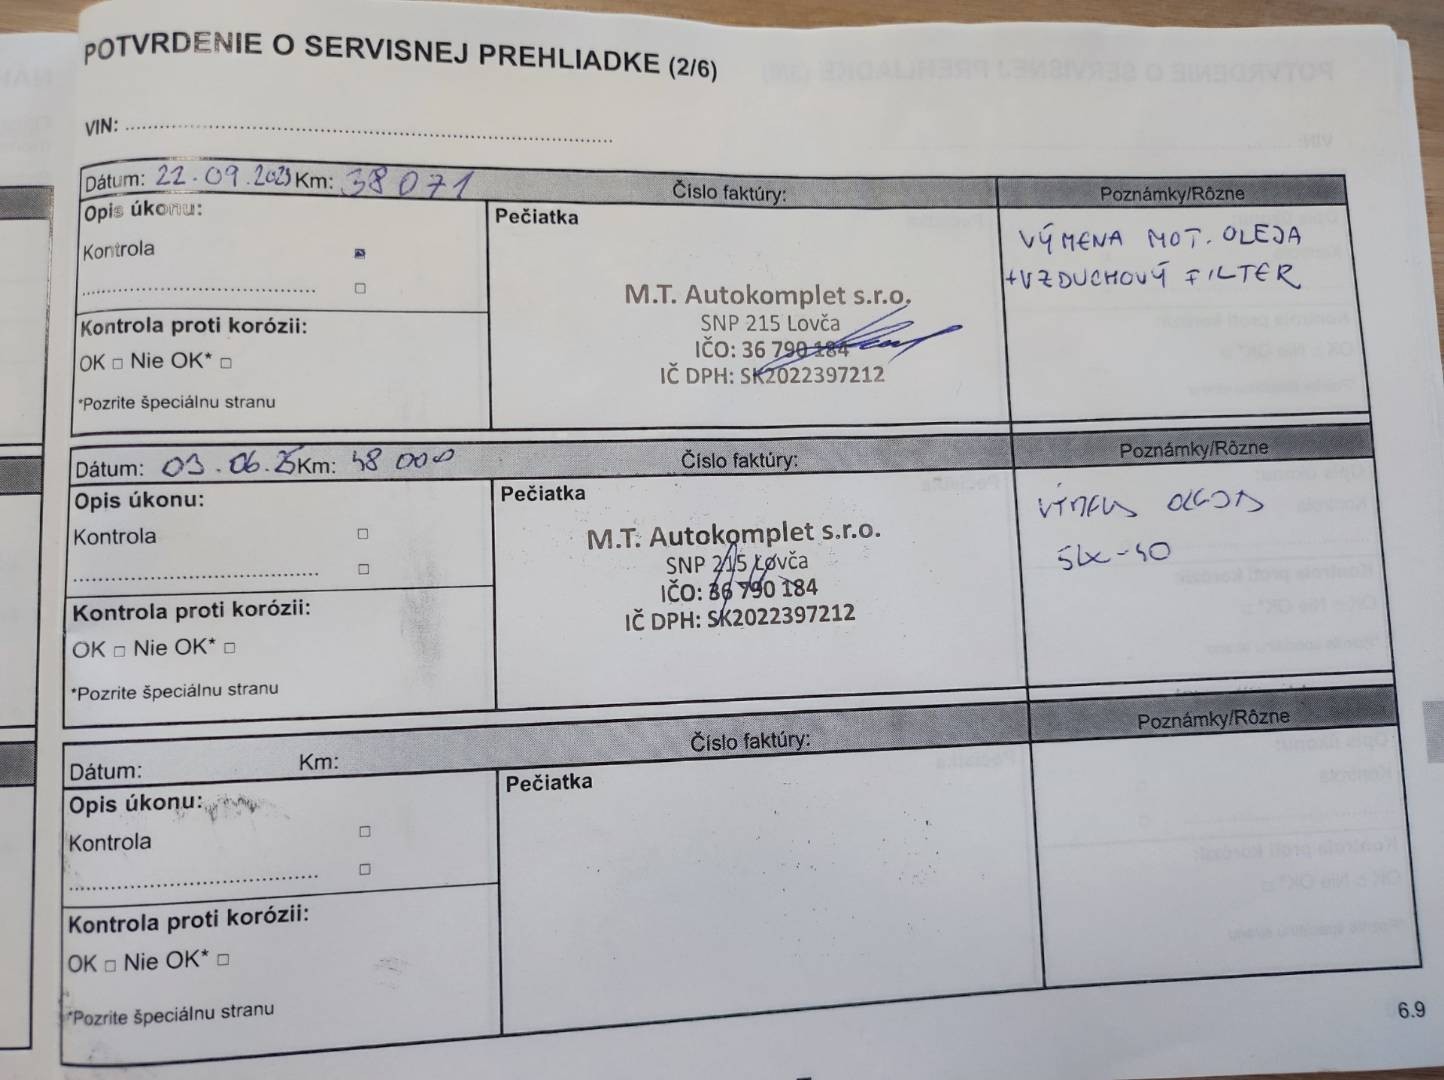 POTVRDENIE O SERVISNEJ PREHLIADKE (2/6)
VIN:
Dátum: 22.09.2023 Km: 38071 Číslo faktúry: Poznámky/Rôzne
Opis úkonu:
Kontrola
Kontrola proti korózii:
OK □ Nie OK* □
*Pozrite špeciálnu stranu
Pečiatka
M.T. Autokomplet s.r.o.
SNP 215 Lovča
IČO: 36 790 184
IČ DPH: SK2022397212
VÝMENA MOT. OLEJA
+VZDUCHOVÝ FILTER
Dátum: 03.06.25 Km: 48 000 Číslo faktúry: Poznámky/Rôzne
Opis úkonu:
Kontrola □
□
Kontrola proti korózii:
OK □ Nie OK* □
*Pozrite špeciálnu stranu
Pečiatka
M.T. Autokomplet s.r.o.
SNP 215 Lovča
IČO: 36 790 184
IČ DPH: SK2022397212
OLEJA
Dátum: Km: Číslo faktúry: Poznámky/Rôzne
Opis úkonu:
Kontrola □
□
Kontrola proti korózii:
OK □ Nie OK* □
*Pozrite špeciálnu stranu
Pečiatka
6.9